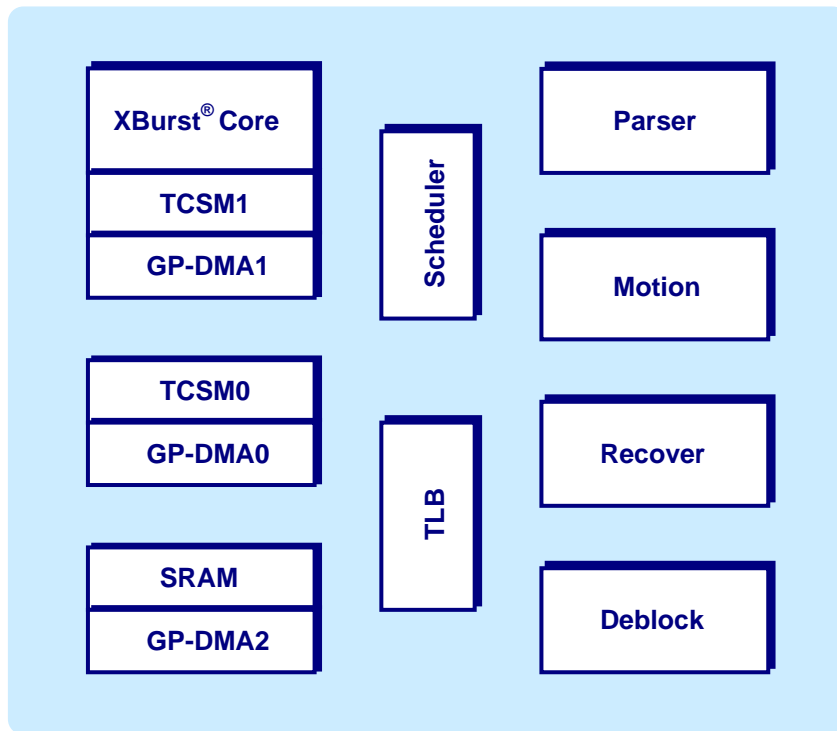 XBurst® Core
TCSM1
GP-DMA1
TCSM0
GP-DMA0
SRAM
GP-DMA2
Scheduler
TLB
Parser
Motion
Recover
Deblock